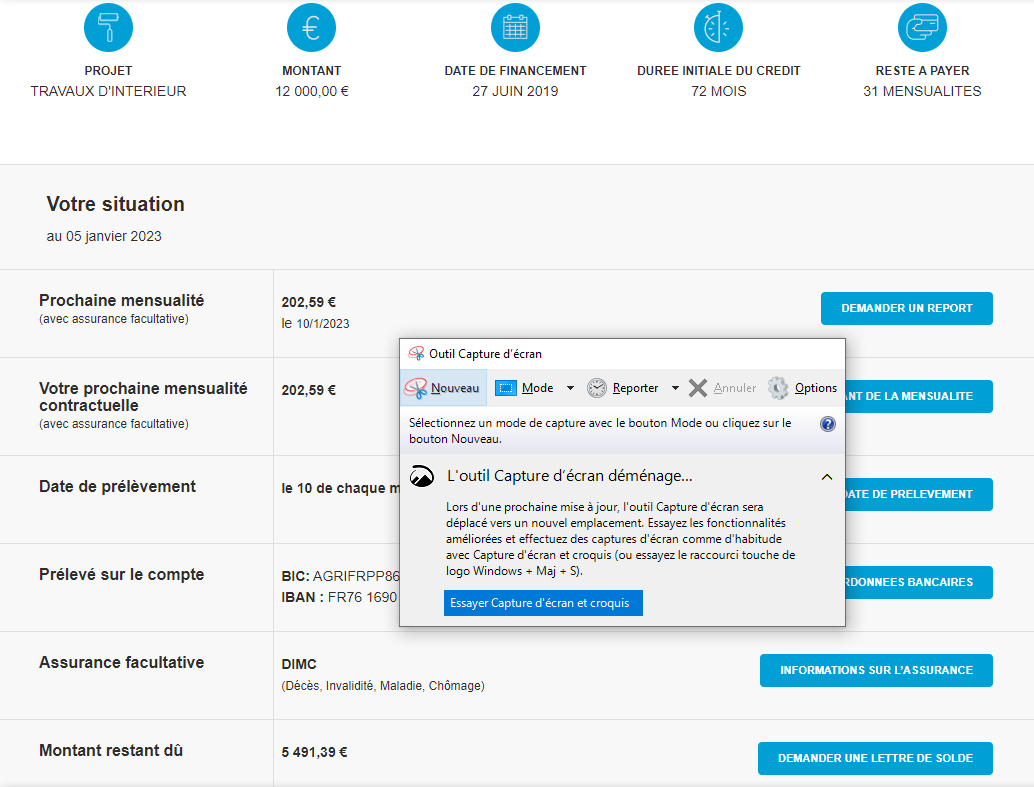 PROJET
TRAVAUX D'INTERIEUR
MONTANT
12 000,00 €
DATE DE FINANCEMENT
27 JUIN 2019
DUREE INITIALE DU CREDIT
72 MOIS
RESTE A PAYER
31 MENSUALITES
Votre situation
au 05 janvier 2023
Prochaine mensualité
(avec assurance facultative)
202,59 €
le 10/1/2023
DEMANDER UN REPORT
Votre prochaine mensualité
contractuelle
(avec assurance facultative)
202,59 €
ANT DE LA MENSUALITE
Date de prélèvement
le 10 de chaque m
DATE DE PRELEVEMENT
Prélevé sur le compte
BIC: AGRIFRPP86
IBAN : FR76 1690
RDONNEES BANCAIRES
Outil Capture d'écran
Nouveau
Mode
Reporter
Annuler
Options
Sélectionnez un mode de capture avec le bouton Mode ou cliquez sur le
bouton Nouveau.
L'outil Capture d'écran déménage...
Lors d'une prochaine mise à jour, l'outil Capture d'écran sera
déplacé vers un nouvel emplacement. Essayez les fonctionnalités
améliorées et effectuez des captures d'écran comme d'habitude
avec Capture d'écran et croquis (ou essayez le raccourci touche de
logo Windows + Maj + S).
Essayer Capture d'écran et croquis
Assurance facultative
DIMC
(Décès, Invalidité, Maladie, Chômage)
INFORMATIONS SUR L'ASSURANCE
Montant restant dû
5 491,39 €
DEMANDER UNE LETTRE DE SOLDE